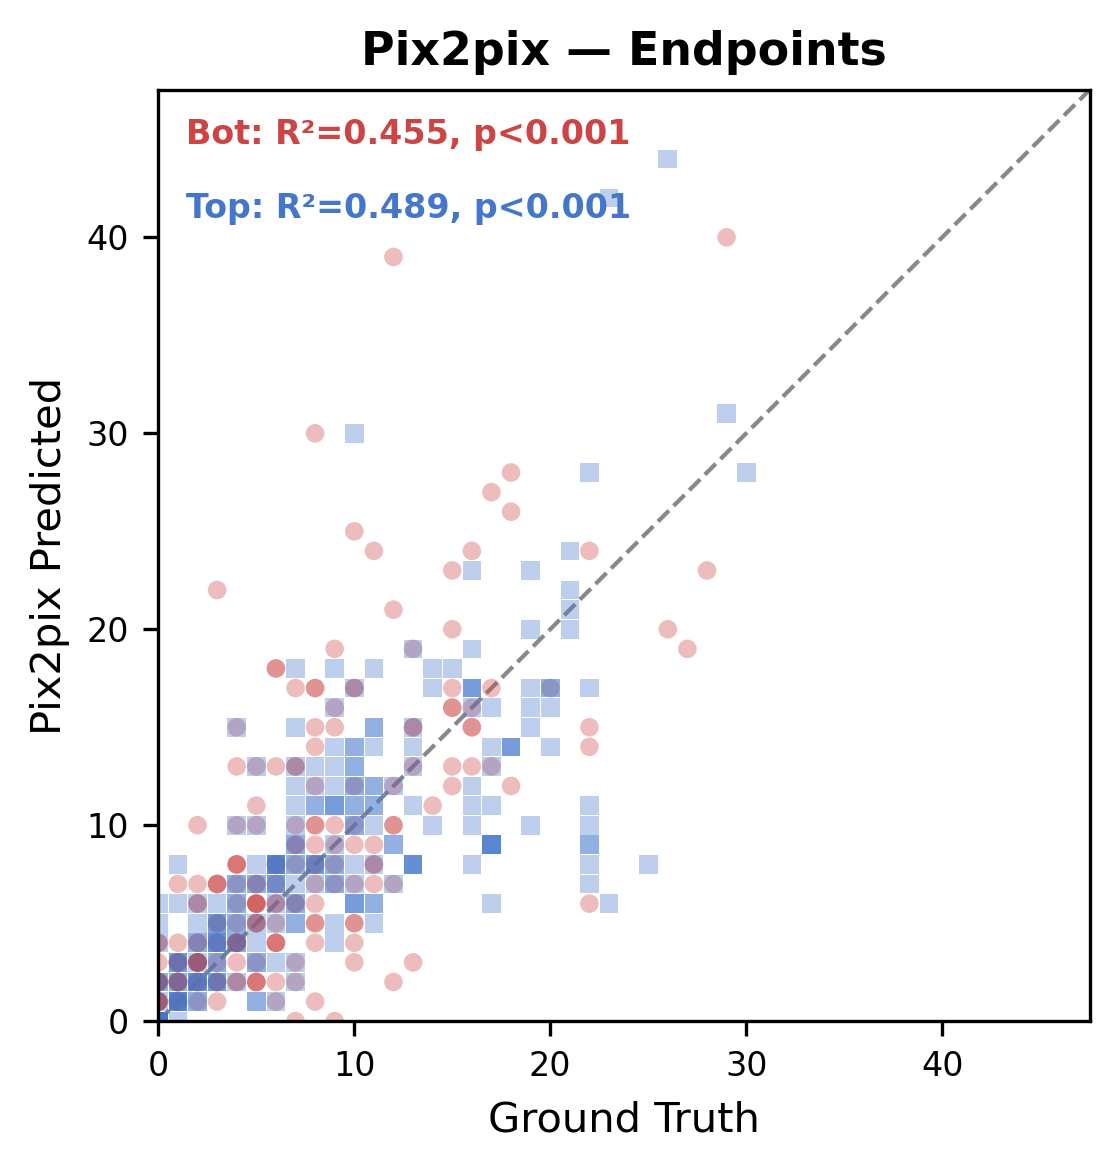 Pix2pix — Endpoints
Bot: R²=0.455, p<0.001
Top: R²=0.489, p<0.001
Pix2pix Predicted
40
30
20
10
0
0 10 20 30 40
Ground Truth